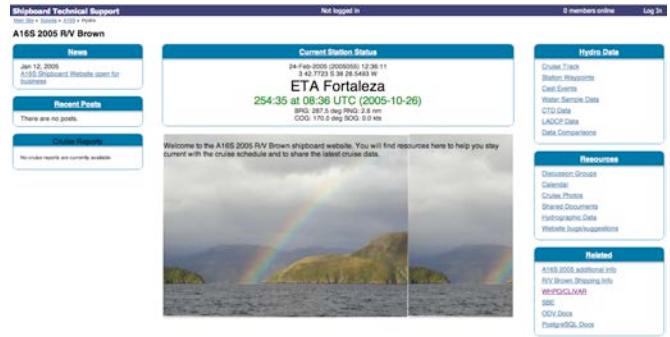 Shipboard Technical Support
Not logged in
0 members online
Log In
Main Site » Subsite » A16S » Hydro
A16S 2005 R/V Brown
News
Jan 12, 2005
A16S Shipboard Website open for
business
Recent Posts
There are no posts.
Cruise Reports
No cruise reports are currently available.
Current Station Status
24-Feb-2005 (2005055) 12:36:11
3 42.7723 S 38 28.5493 W
ETA Fortaleza
254:35 at 08:36 UTC (2005-10-26)
BRG: 287.5 deg RNG: 2.6 nm
COG: 170.0 deg SOG: 0.0 kts
Welcome to the A16S 2005 R/V Brown shipboard website. You will find resources here to help you stay
current with the cruise schedule and to share the latest cruise data.
Hydro Data
Cruise Track
Station Waypoints
Cast Events
Water Sample Data
CTD Data
LADCP Data
Data Comparisons
Resources
Discussion Groups
Calendar
Cruise Photos
Shared Documents
Hydrographic Data
Website bugs/suggestions
Related
A16S 2005 additional info
R/V Brown Shipping Info
WHPO/CLIVAR
SBE
ODV Docs
PostgreSQL Docs